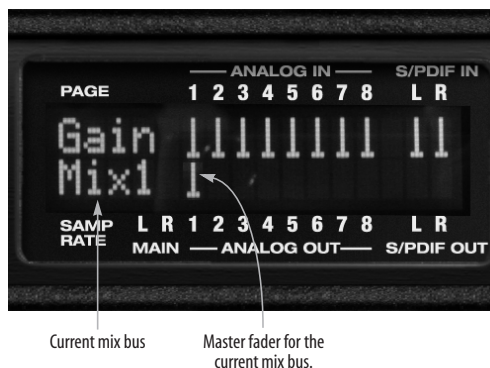 ANALOG IN S/PDIF IN
PAGE 1 2 3 4 5 6 7 8 L R
Gain
Mix1
SAMP RATE L R 1 2 3 4 5 6 7 8 L R
MAIN ANALOG OUT S/PDIF OUT
Current mix bus
Master fader for the
current mix bus.